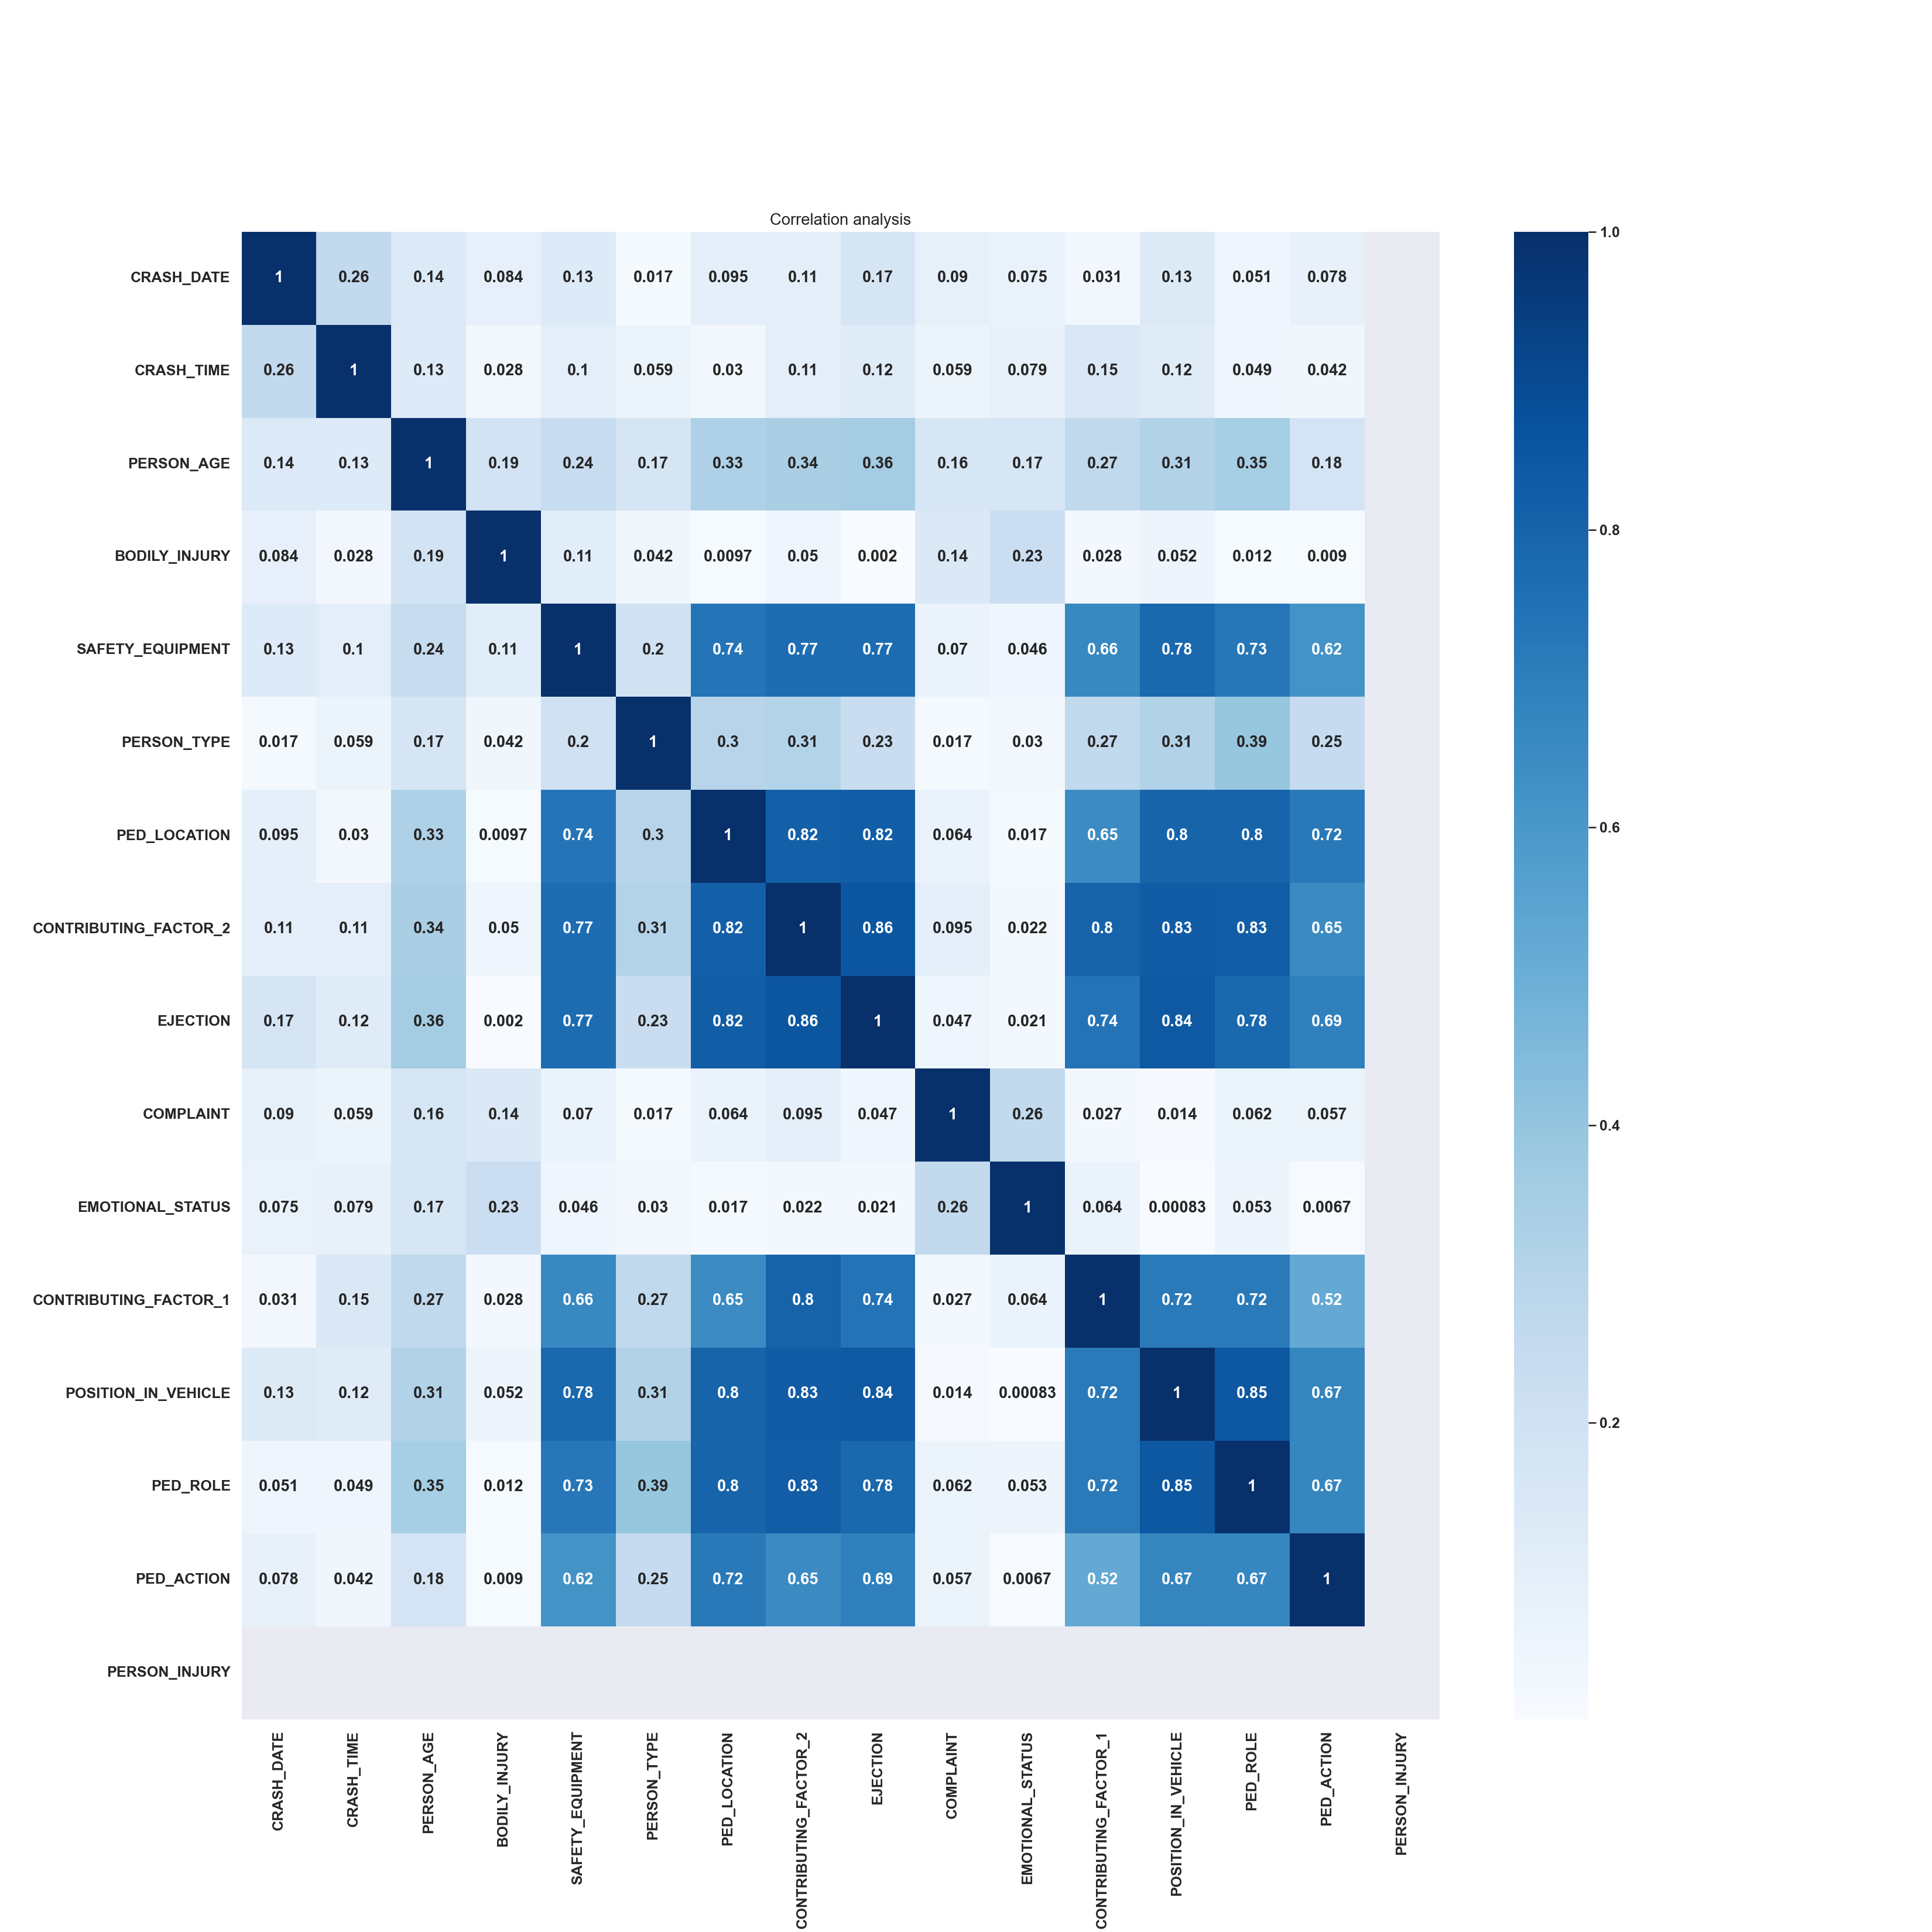 Correlation analysis
CRASH_DATE 1 0.26 0.14 0.084 0.13 0.017 0.095 0.11 0.17 0.09 0.075 0.031 0.13 0.051 0.078
CRASH_TIME 0.26 1 0.13 0.028 0.1 0.059 0.03 0.11 0.12 0.059 0.079 0.15 0.12 0.049 0.042
PERSON_AGE 0.14 0.13 1 0.19 0.24 0.17 0.33 0.34 0.36 0.16 0.17 0.27 0.31 0.35 0.18
BODILY_INJURY 0.084 0.028 0.19 1 0.11 0.042 0.0097 0.05 0.002 0.14 0.23 0.028 0.052 0.012 0.009
SAFETY_EQUIPMENT 0.13 0.1 0.24 0.11 1 0.2 0.74 0.77 0.77 0.07 0.046 0.66 0.78 0.73 0.62
PERSON_TYPE 0.017 0.059 0.17 0.042 0.2 1 0.3 0.31 0.23 0.017 0.03 0.27 0.31 0.39 0.25
PED_LOCATION 0.095 0.03 0.33 0.0097 0.74 0.3 1 0.82 0.82 0.064 0.017 0.65 0.8 0.8 0.72
CONTRIBUTING_FACTOR_2 0.11 0.11 0.34 0.05 0.77 0.31 0.82 1 0.86 0.095 0.022 0.8 0.83 0.83 0.65
EJECTION 0.17 0.12 0.36 0.002 0.77 0.23 0.82 0.86 1 0.047 0.021 0.74 0.84 0.78 0.69
COMPLAINT 0.09 0.059 0.16 0.14 0.07 0.017 0.064 0.095 0.047 1 0.26 0.027 0.014 0.062 0.057
EMOTIONAL_STATUS 0.075 0.079 0.17 0.23 0.046 0.03 0.017 0.022 0.021 0.26 1 0.064 0.00083 0.053 0.0067
CONTRIBUTING_FACTOR_1 0.031 0.15 0.27 0.028 0.66 0.27 0.65 0.8 0.74 0.027 0.064 1 0.72 0.72 0.52
POSITION_IN_VEHICLE 0.13 0.12 0.31 0.052 0.78 0.31 0.8 0.83 0.84 0.014 0.00083 0.72 1 0.85 0.67
PED_ROLE 0.051 0.049 0.35 0.012 0.73 0.39 0.8 0.83 0.78 0.062 0.053 0.72 0.85 1 0.67
PED_ACTION 0.078 0.042 0.18 0.009 0.62 0.25 0.72 0.65 0.69 0.057 0.0067 0.52 0.67 0.67 1
PERSON_INJURY
CRASH_DATE
CRASH_TIME
PERSON_AGE
BODILY_INJURY
SAFETY_EQUIPMENT
PERSON_TYPE
PED_LOCATION
CONTRIBUTING_FACTOR_2
EJECTION
COMPLAINT
EMOTIONAL_STATUS
CONTRIBUTING_FACTOR_1
POSITION_IN_VEHICLE
PED_ROLE
PED_ACTION
PERSON_INJURY
1.0
0.8
0.6
0.4
0.2